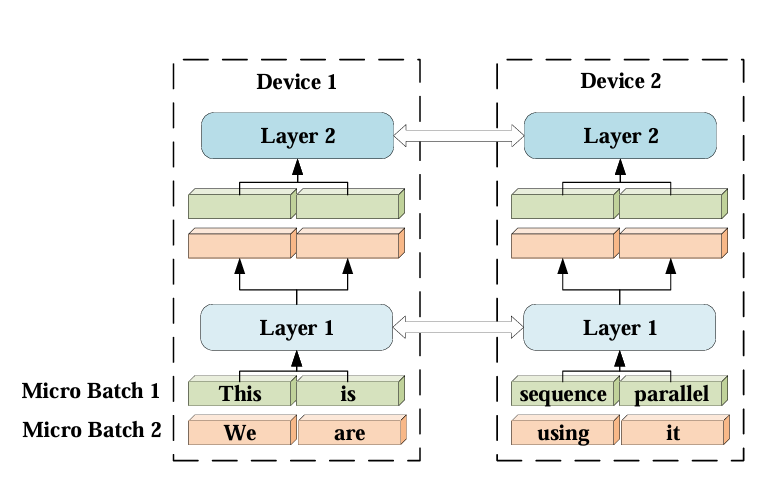 Device 1
Device 2
Layer 2
Layer 2
Layer 1
Layer 1
Micro Batch 1
This is
sequence parallel
Micro Batch 2
We are
using it